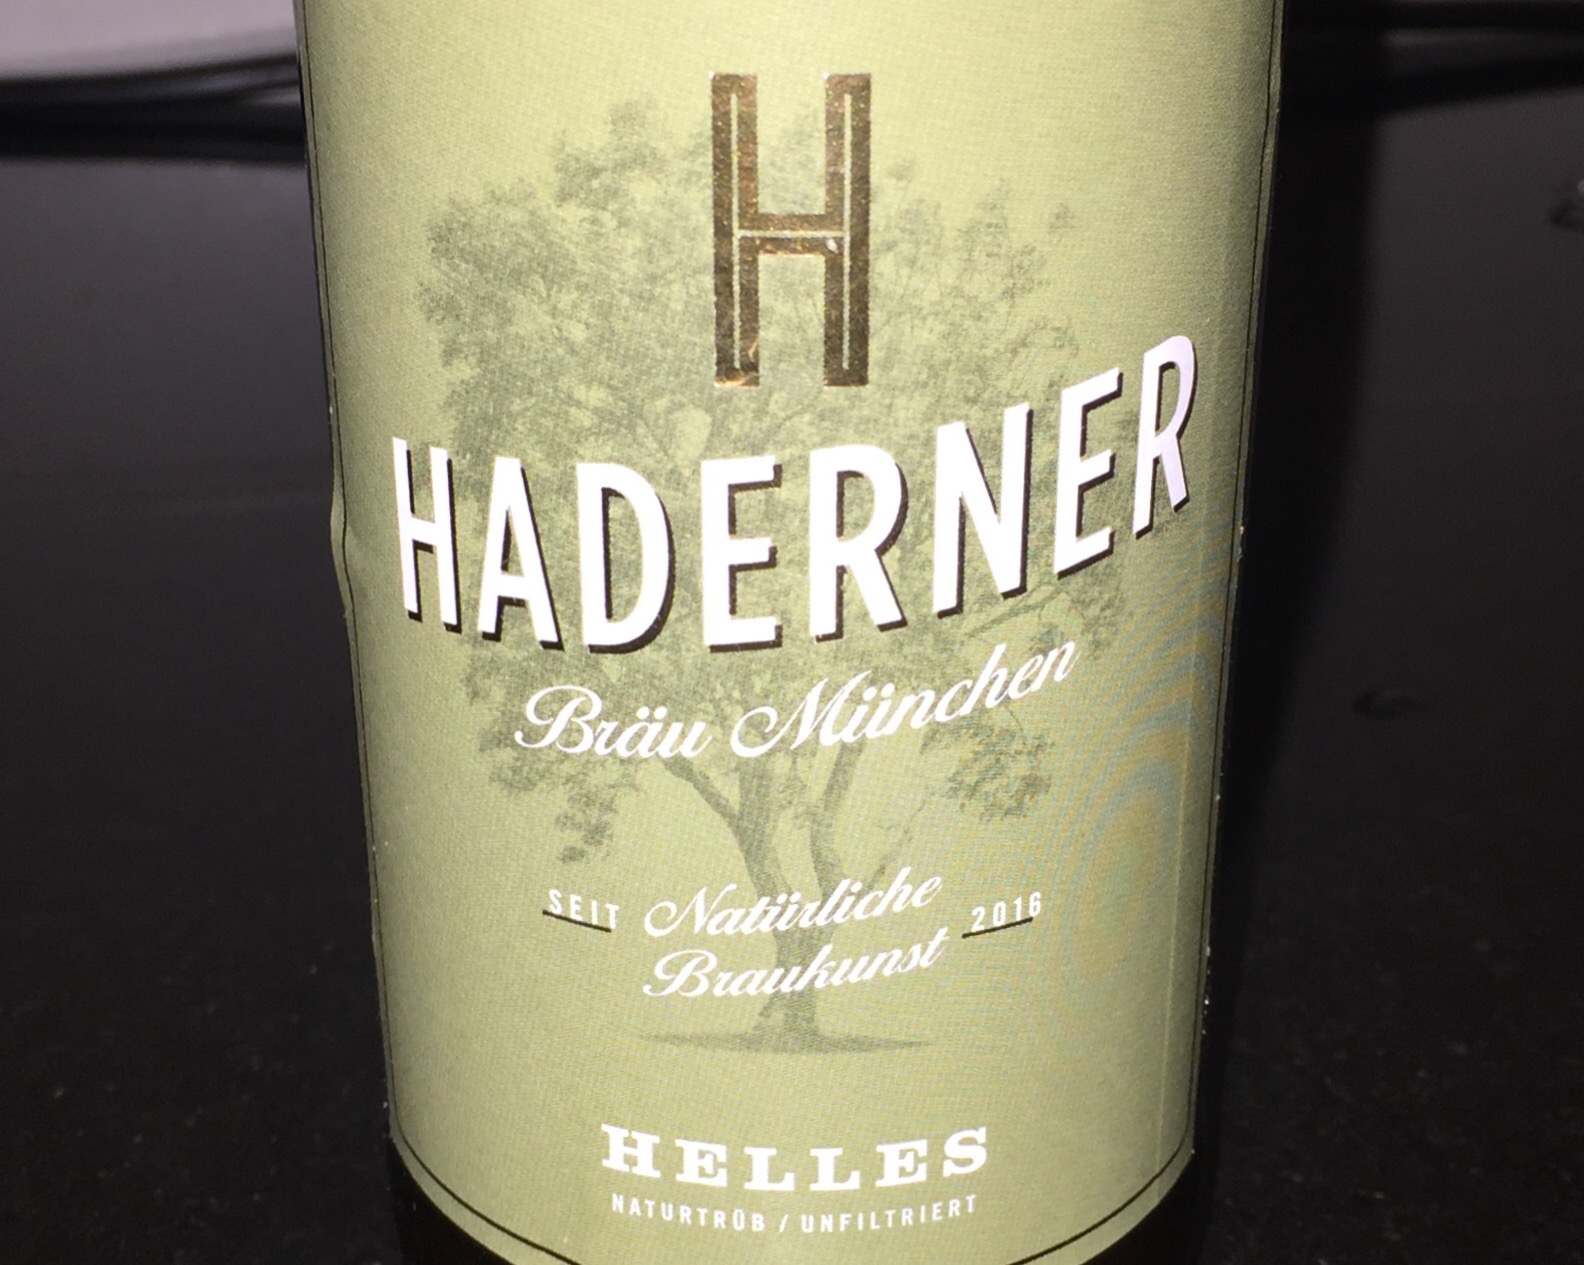 H
HADERNER
Bräu München
SEIT Natürliche 2016
Braukunst
HELLES
NATURTRÜB / UNFILTRIERT